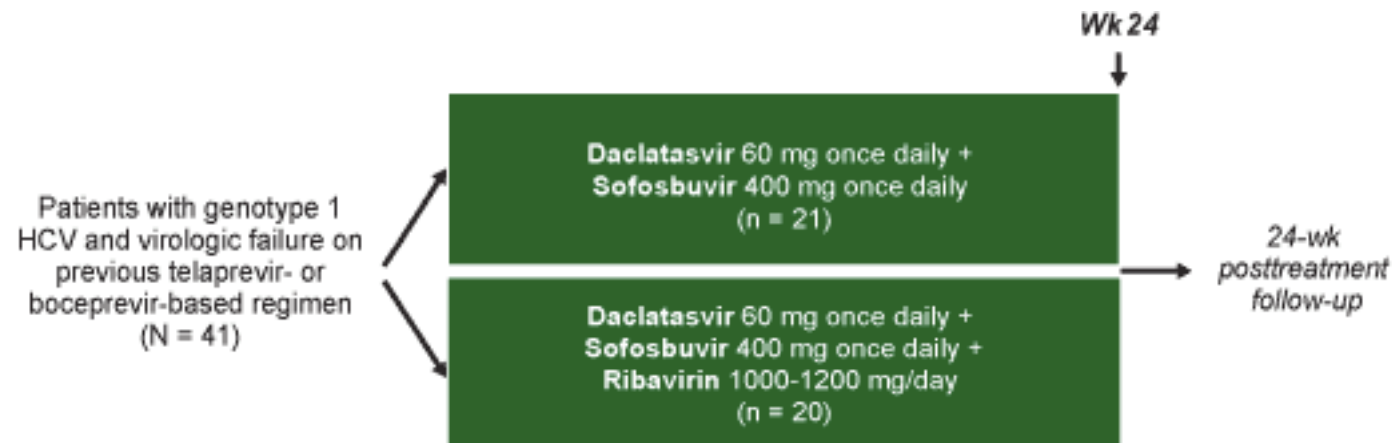 Wk 24
Patients with genotype 1
HCV and virologic failure on
previous telaprevir- or
boceprevir-based regimen
(N = 41)
Daclatasvir 60 mg once daily +
Sofosbuvir 400 mg once daily
(n = 21)
Daclatasvir 60 mg once daily +
Sofosbuvir 400 mg once daily +
Ribavirin 1000-1200 mg/day
(n = 20)
24-wk
posttreatment
follow-up